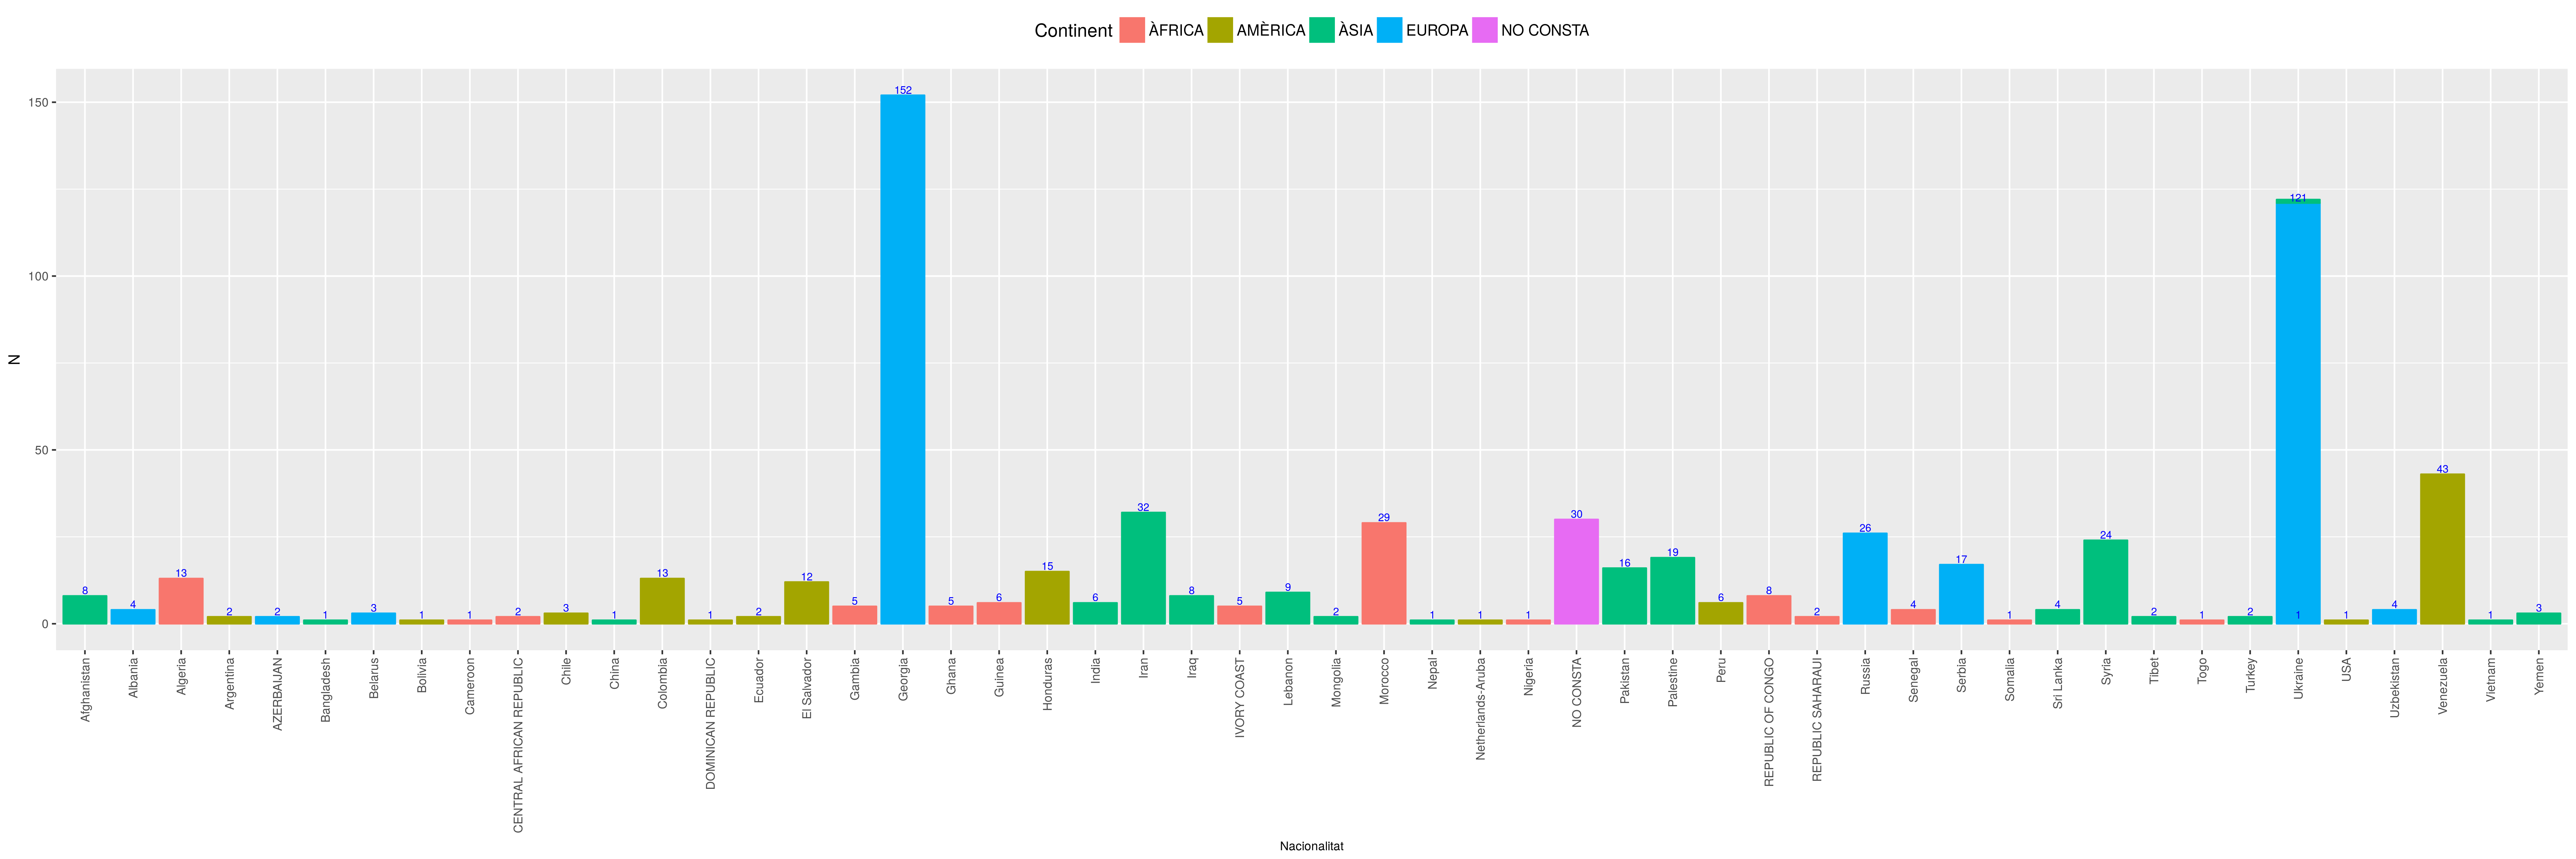 Continent ÀFRICA AMÈRICA ÀSIA EUROPA NO CONSTA
N
150
100
50
0
8
4
13
2
2
1
3
1
1
2
3
1
13
1
2
12
5
152
5
6
15
6
32
8
5
9
2
29
1
1
1
30
16
19
6
8
2
26
4
17
1
4
24
2
1
2
121
1
1
4
43
1
3
Afghanistan
Albania
Algeria
Argentina
AZERBAIJAN
Bangladesh
Belarus
Bolivia
Cameroon
CENTRAL AFRICAN REPUBLIC
Chile
China
Colombia
DOMINICAN REPUBLIC
Ecuador
El Salvador
Gambia
Georgia
Ghana
Guinea
Honduras
India
Iran
Iraq
IVORY COAST
Lebanon
Mongolia
Morocco
Nepal
Netherlands-Aruba
Nigeria
NO CONSTA
Pakistan
Palestine
Peru
REPUBLIC OF CONGO
REPUBLIC SAHARAUI
Russia
Senegal
Serbia
Somalia
Sri Lanka
Syria
Tibet
Togo
Turkey
Ukraine
USA
Uzbekistan
Venezuela
Vietnam
Yemen
Nacionalitat